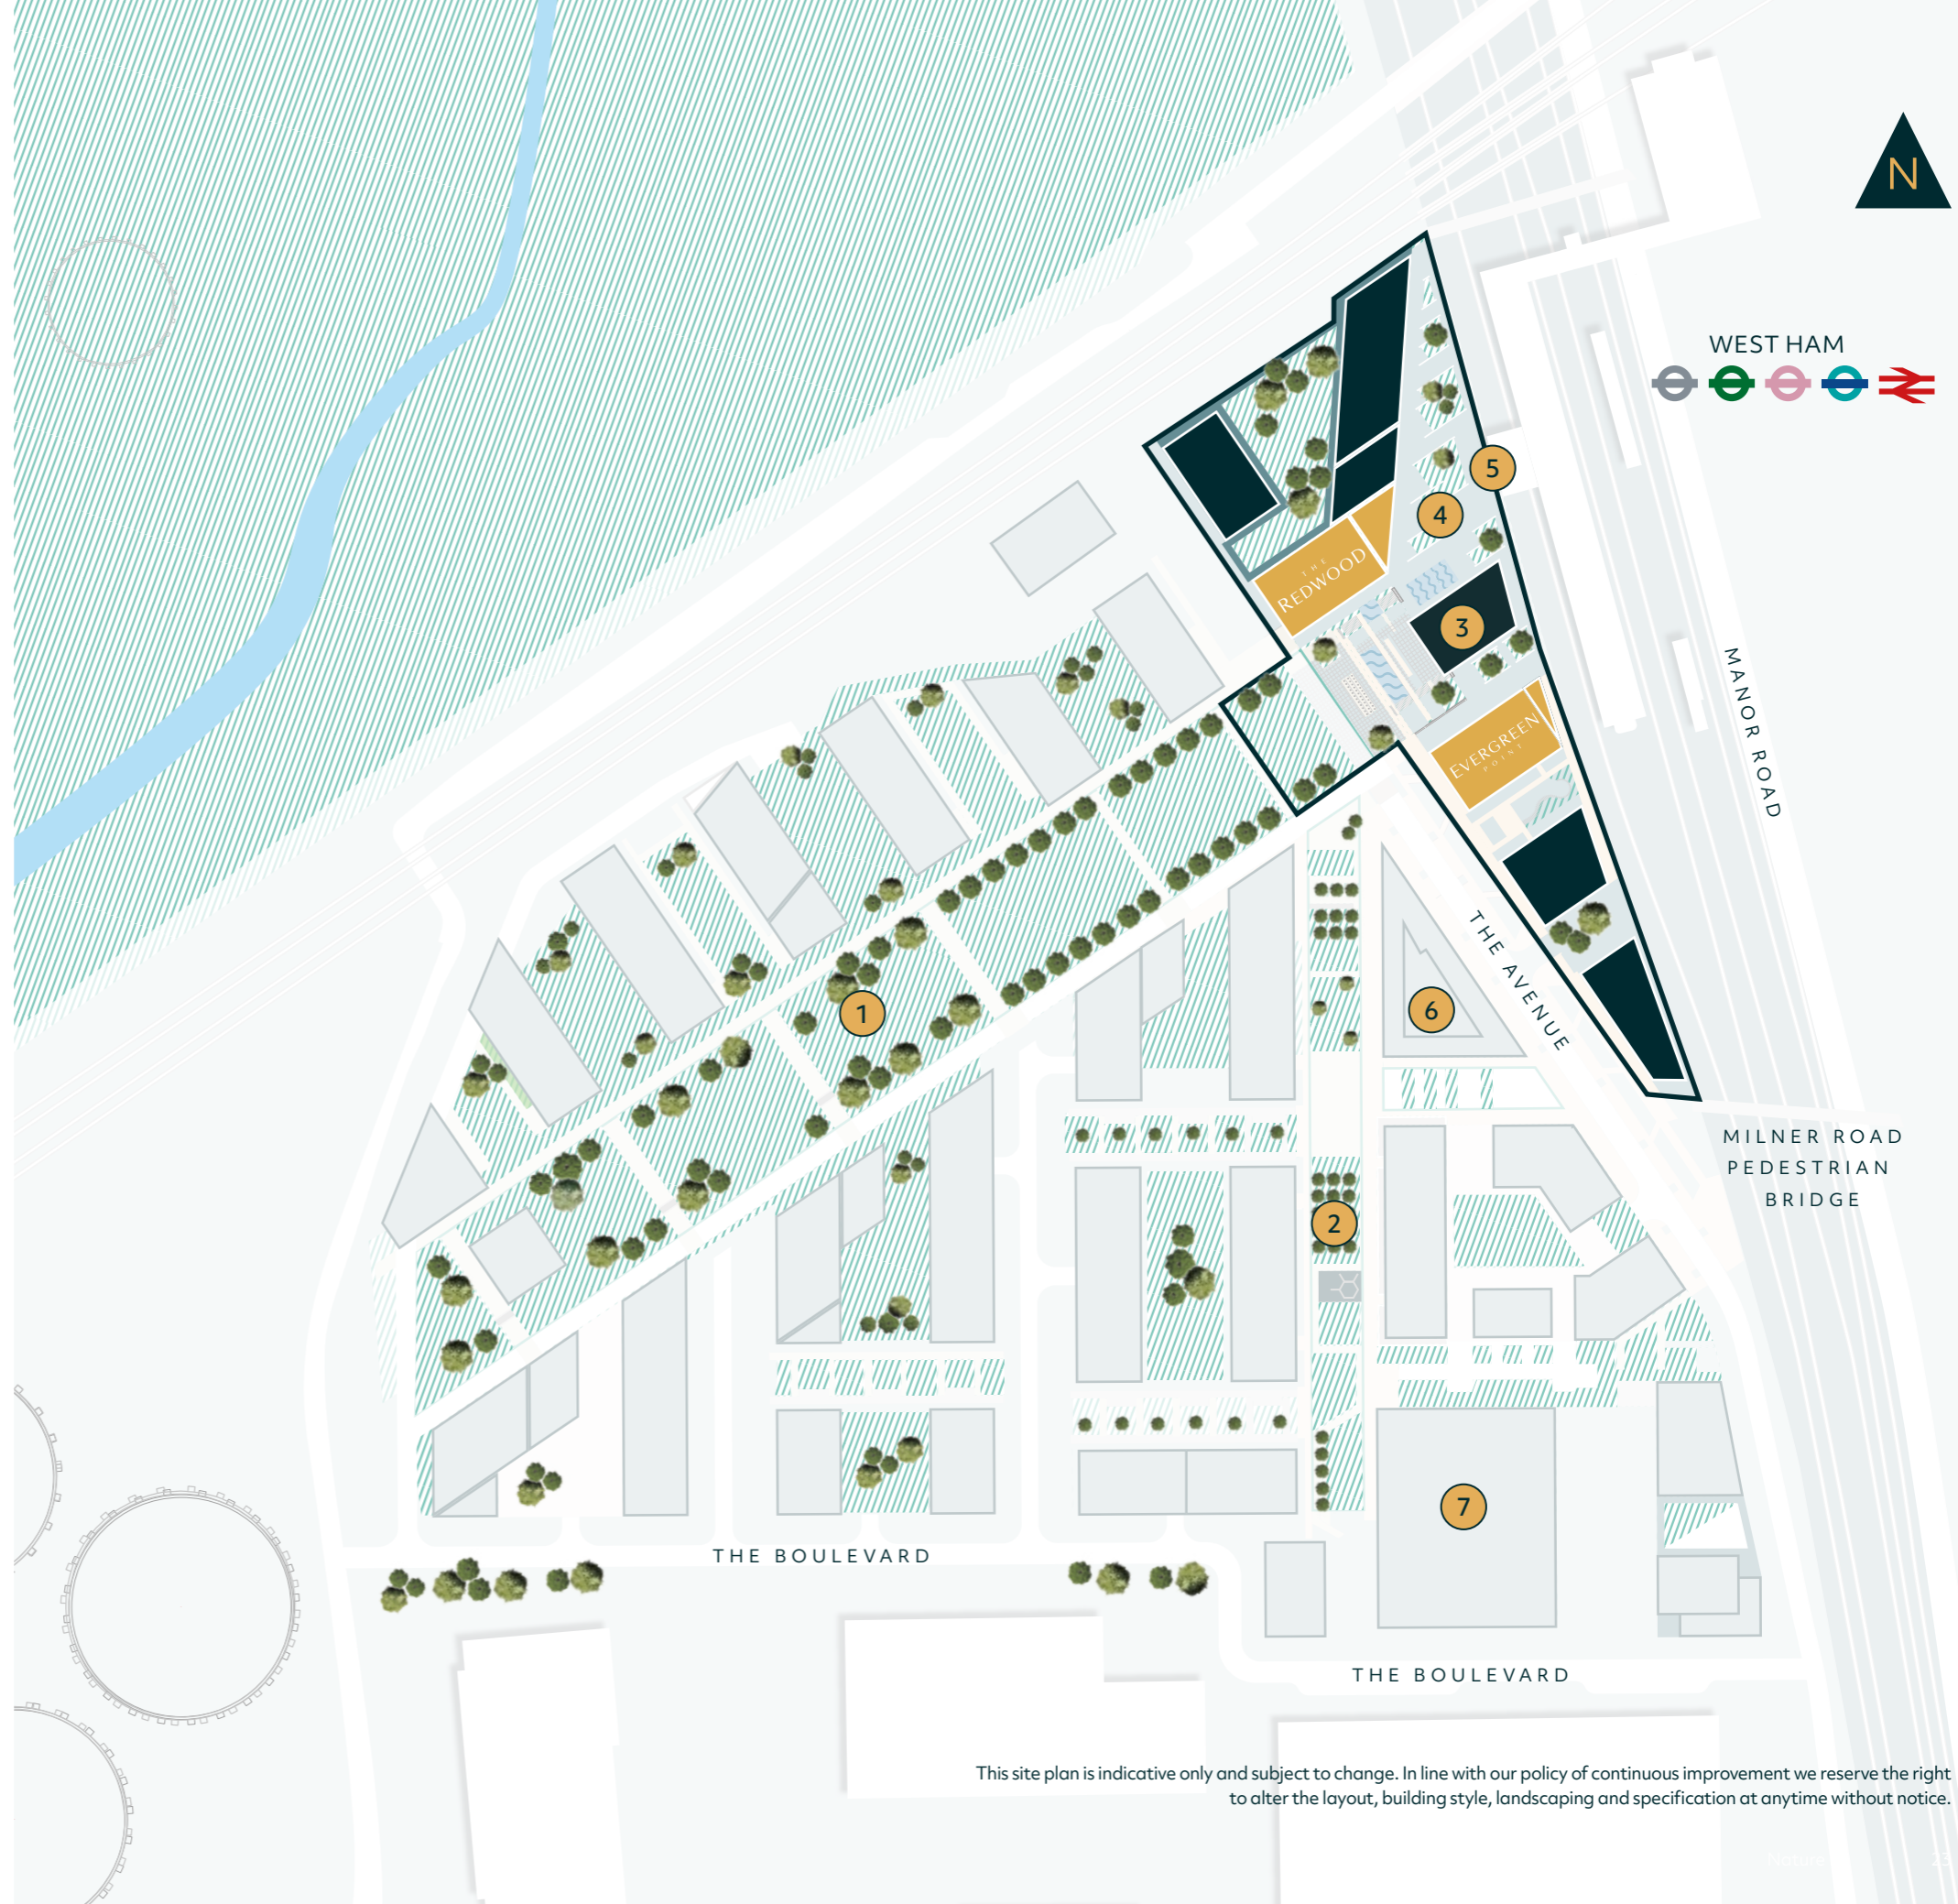 N
WEST HAM
5
4
THE
REDWOOD
3
EVERGREEN
POINT
MANOR ROAD
THE AVENUE
1
6
MILNER ROAD
PEDESTRIAN
BRIDGE
2
7
THE BOULEVARD
THE BOULEVARD
This site plan is indicative only and subject to change. In line with our policy of continuous improvement we reserve the right
to alter the layout, building style, landscaping and specification at anytime without notice.
Nature